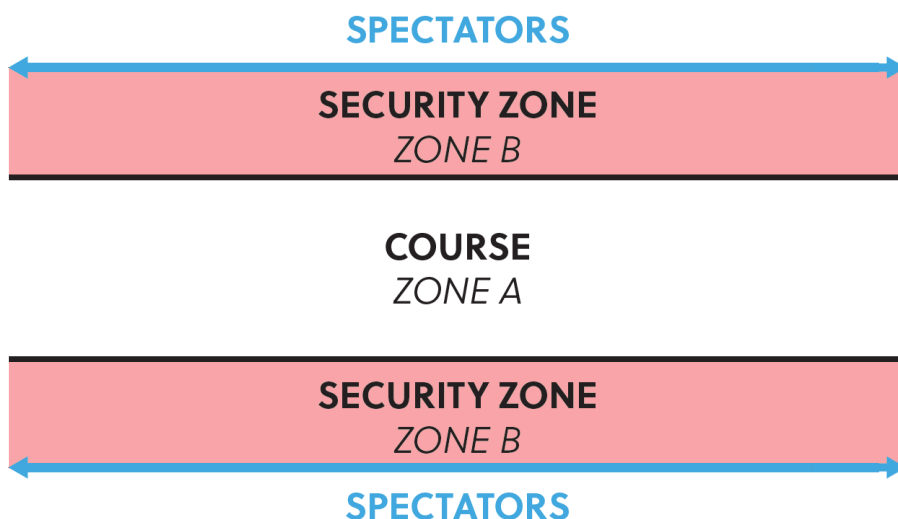 SPECTATORS
SECURITY ZONE
ZONE B
COURSE
ZONE A
SECURITY ZONE
ZONE B
SPECTATORS